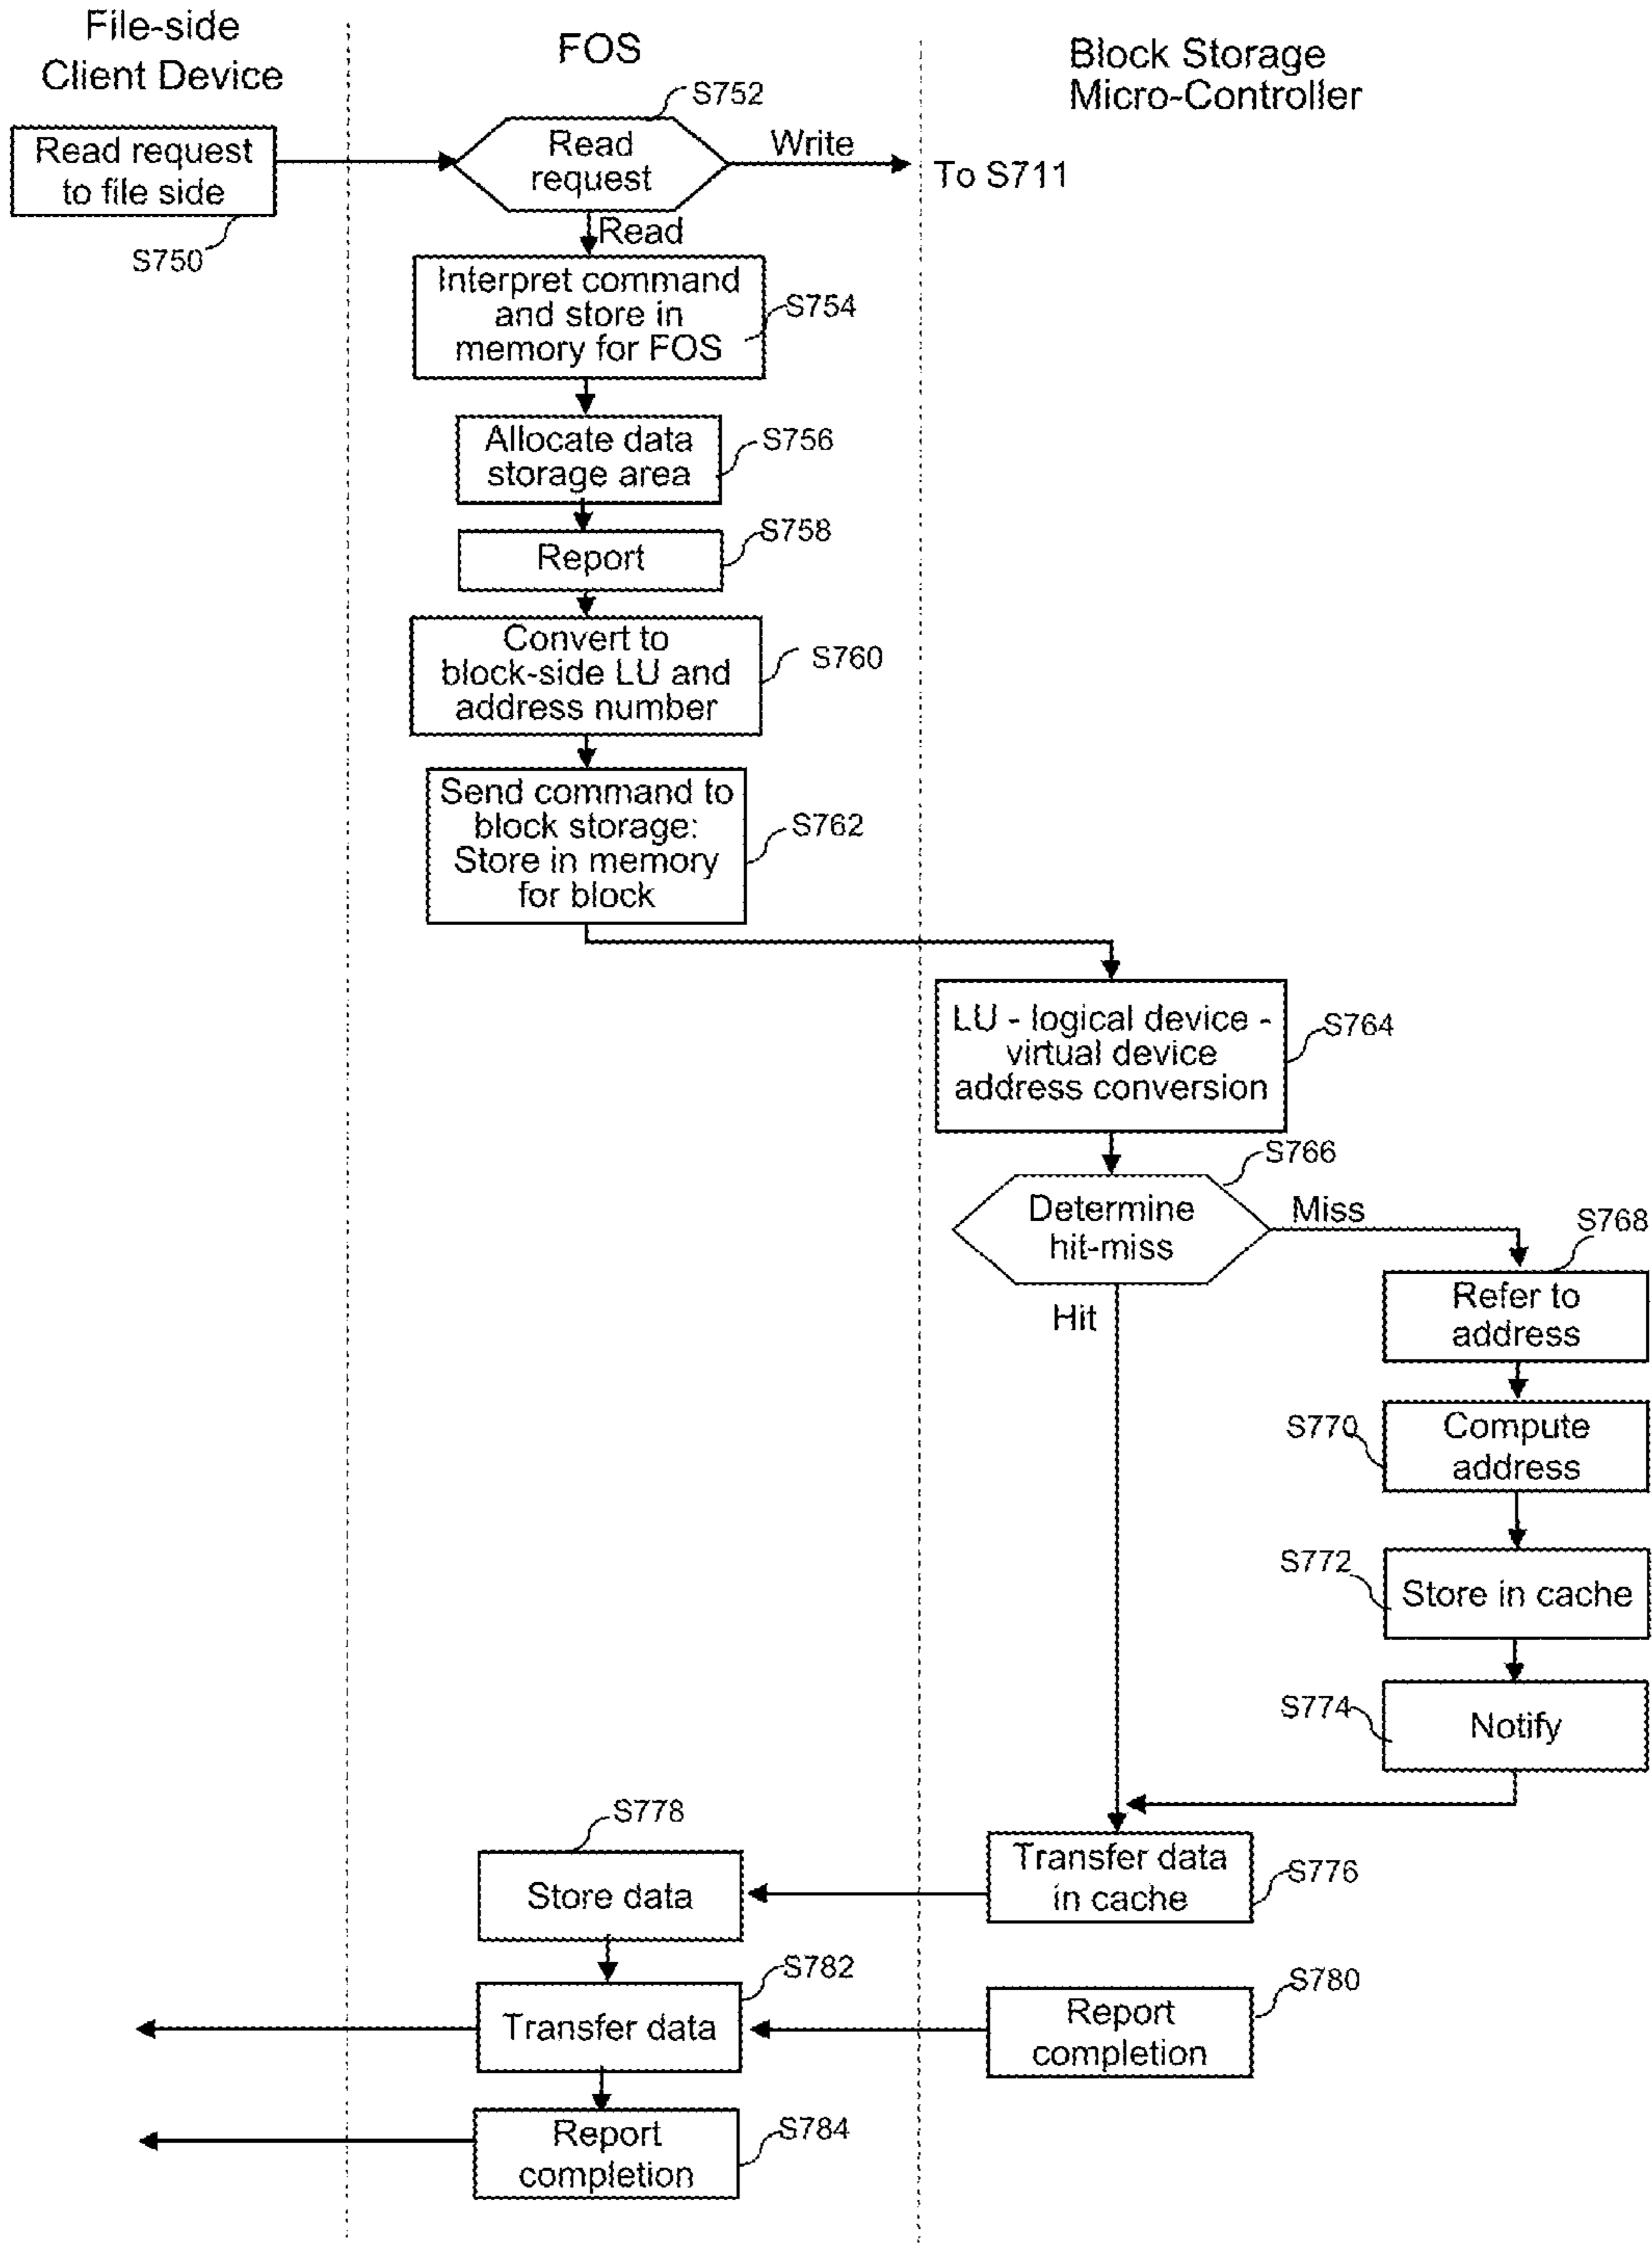 File-side
Client Device
FOS
Block Storage
Micro-Controller
S752
Read request
to file side
S750
Read
request
Write
To S711
Read
Interpret command
and store in
memory for FOS
S754
Allocate data
storage area
S756
Report
S758
Convert to
block-side LU and
address number
S760
Send command to
block storage:
Store in memory
for block
S762
LU - logical device -
virtual device
address conversion
S764
S766
Determine
hit-miss
Miss
Hit
S768
Refer to
address
S770
Compute
address
S772
Store in cache
S774
Notify
S778
Store data
Transfer data
in cache
S776
S782
Transfer data
S780
Report
completion
Report
completion
S784